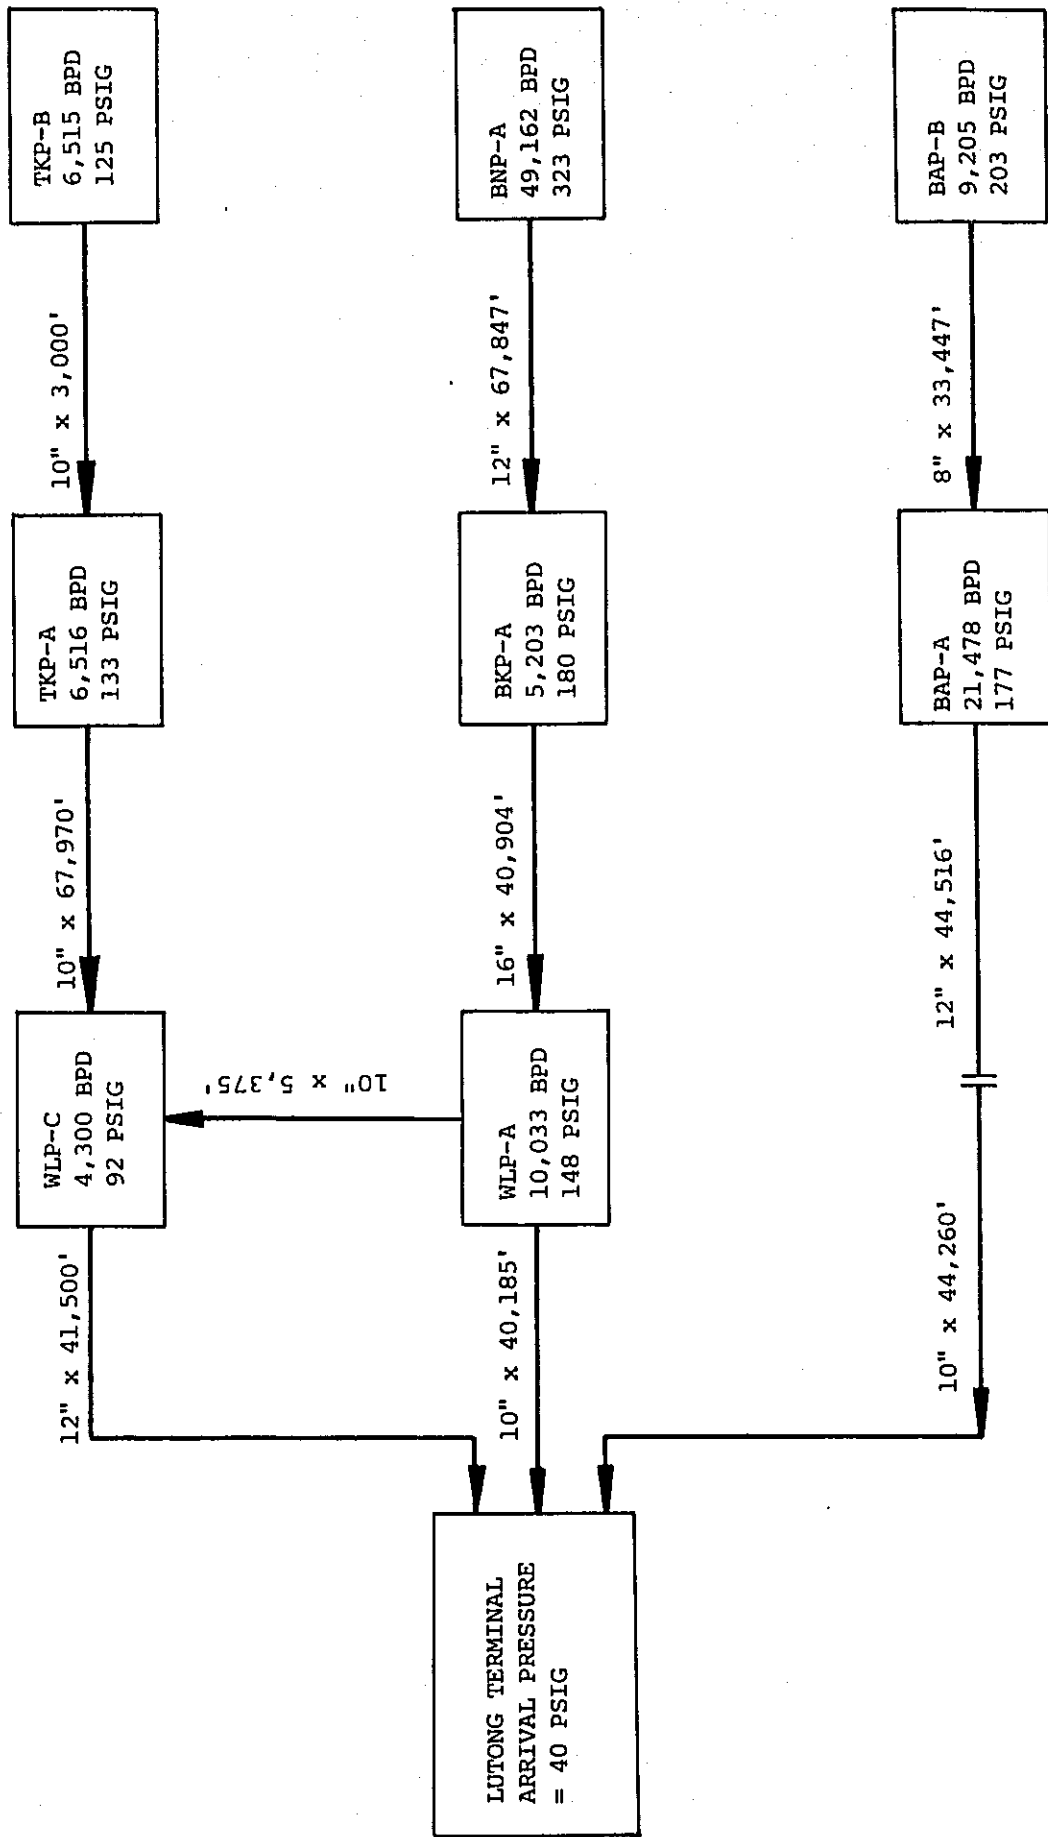 TKP-B
6,515 BPD
125 PSIG
10" x 3,000'
TKP-A
6,516 BPD
133 PSIG
10" x 67,970'
WLP-C
4,300 BPD
92 PSIG
12" x 41,500'
BNP-A
49,162 BPD
323 PSIG
12" x 67,847'
BKP-A
5,203 BPD
180 PSIG
16" x 40,904'
WLP-A
10,033 BPD
148 PSIG
10" x 5,375'
10" x 40,185'
BAP-B
9,205 BPD
203 PSIG
8" x 33,447'
BAP-A
21,478 BPD
177 PSIG
12" x 44,516'
10" x 44,260'
LUTONG TERMINAL
ARRIVAL PRESSURE
= 40 PSIG